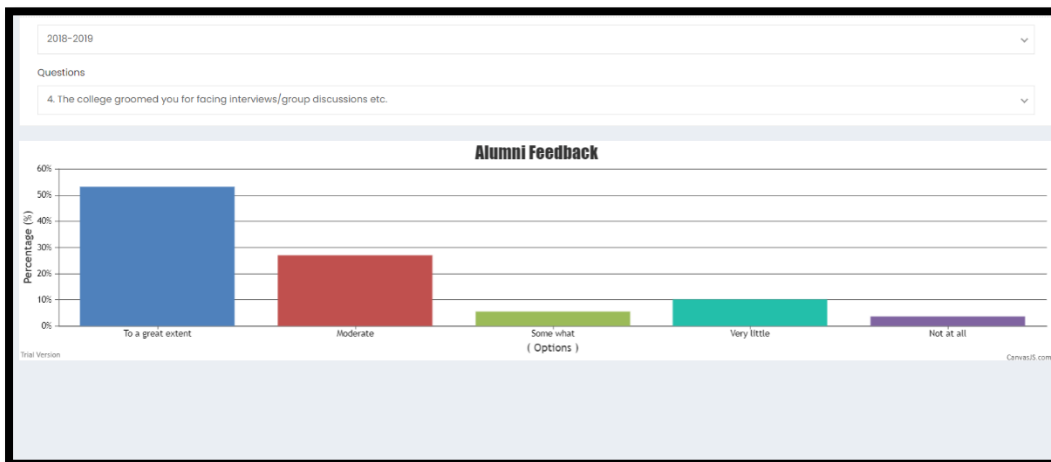 2018-2019
Questions
4. The college groomed you for facing interviews/group discussions etc.
Alumni Feedback
60%
50%
40%
30%
20%
10%
0%
Percentage (%)
To a great extent Moderate Some what Very little Not at all
( Options )
Trial Version CanvasJS.com